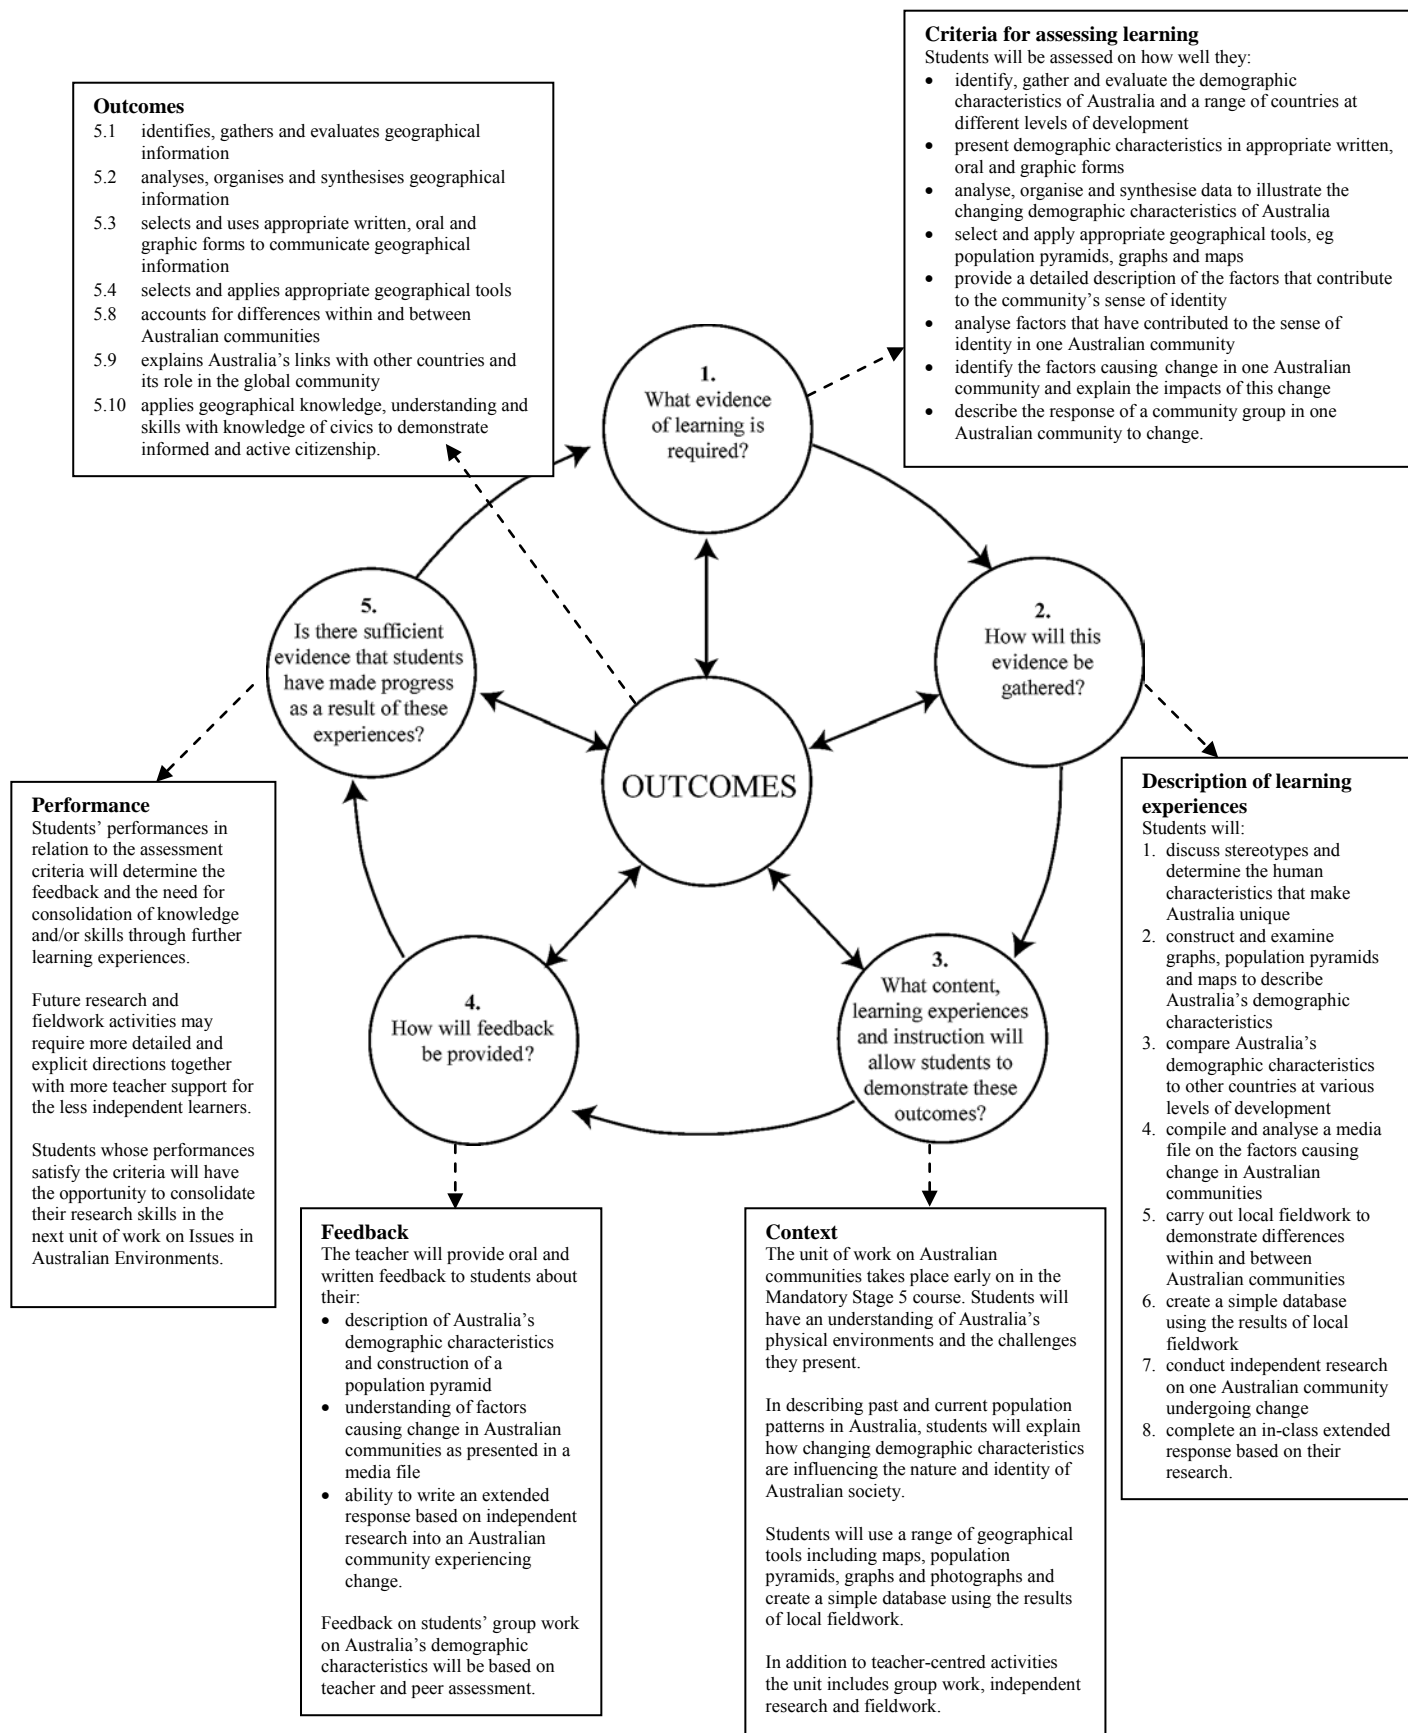 Criteria for assessing learning
Students will be assessed on how well they:
• identify, gather and evaluate the demographic
characteristics of Australia and a range of countries at
different levels of development
• present demographic characteristics in appropriate written,
oral and graphic forms
• analyse, organise and synthesise data to illustrate the
changing demographic characteristics of Australia
• select and apply appropriate geographical tools, eg
population pyramids, graphs and maps
• provide a detailed description of the factors that contribute
to the community's sense of identity
• analyse factors that have contributed to the sense of
identity in one Australian community
• identify the factors causing change in one Australian
community and explain the impacts of this change
• describe the response of a community group in one
Australian community to change.
Outcomes
5.1 identifies, gathers and evaluates geographical
information
5.2 analyses, organises and synthesises geographical
information
5.3 selects and uses appropriate written, oral and
graphic forms to communicate geographical
information
5.4 selects and applies appropriate geographical tools
5.8 accounts for differences within and between
Australian communities
5.9 explains Australia's links with other countries and
its role in the global community
5.10 applies geographical knowledge, understanding and
skills with knowledge of civics to demonstrate
informed and active citizenship.
1.
What evidence
of learning is
required?
2.
How will this
evidence be
gathered?
5.
Is there sufficient
evidence that students
have made progress
as a result of these
experiences?
OUTCOMES
3.
What content,
learning experiences
and instruction will
allow students to
demonstrate these
outcomes?
4.
How will feedback
be provided?
Performance
Students' performances in
relation to the assessment
criteria will determine the
feedback and the need for
consolidation of knowledge
and/or skills through further
learning experiences.
Future research and
fieldwork activities may
require more detailed and
explicit directions together
with more teacher support for
the less independent learners.
Students whose performances
satisfy the criteria will have
the opportunity to consolidate
their research skills in the
next unit of work on Issues in
Australian Environments.
Description of learning
experiences
Students will:
1. discuss stereotypes and
determine the human
characteristics that make
Australia unique
2. construct and examine
graphs, population pyramids
and maps to describe
Australia's demographic
characteristics
3. compare Australia's
demographic characteristics
to other countries at various
levels of development
4. compile and analyse a media
file on the factors causing
change in Australian
communities
5. carry out local fieldwork to
demonstrate differences
within and between
Australian communities
6. create a simple database
using the results of local
fieldwork
7. conduct independent research
on one Australian community
undergoing change
8. complete an in-class extended
response based on their
research.
Feedback
The teacher will provide oral and
written feedback to students about
their:
• description of Australia's
demographic characteristics
and construction of a
population pyramid
• understanding of factors
causing change in Australian
communities as presented in a
media file
• ability to write an extended
response based on independent
research into an Australian
community experiencing
change.
Feedback on students' group work
on Australia's demographic
characteristics will be based on
teacher and peer assessment.
Context
The unit of work on Australian
communities takes place early on in the
Mandatory Stage 5 course. Students will
have an understanding of Australia's
physical environments and the challenges
they present.
In describing past and current population
patterns in Australia, students will explain
how changing demographic characteristics
are influencing the nature and identity of
Australian society.
Students will use a range of geographical
tools including maps, population
pyramids, graphs and photographs and
create a simple database using the results
of local fieldwork.
In addition to teacher-centred activities
the unit includes group work, independent
research and fieldwork.